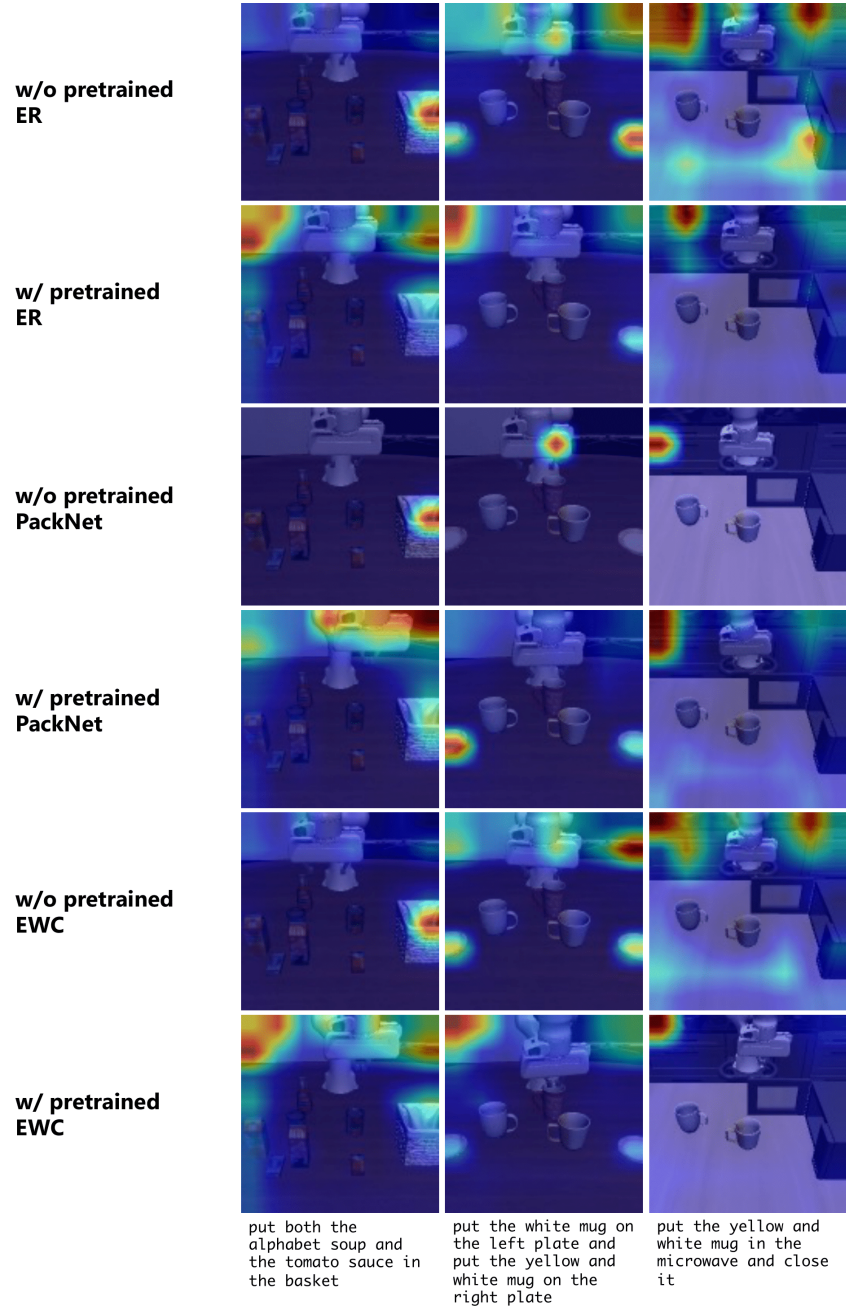 w/o pretrained
ER
w/ pretrained
ER
w/o pretrained
PackNet
w/ pretrained
PackNet
w/o pretrained
EWC
w/ pretrained
EWC
put both the
alphabet soup and
the tomato sauce in
the basket
put the white mug on
the left plate and
put the yellow and
white mug on the
right plate
put the yellow and
white mug in the
microwave and close
it